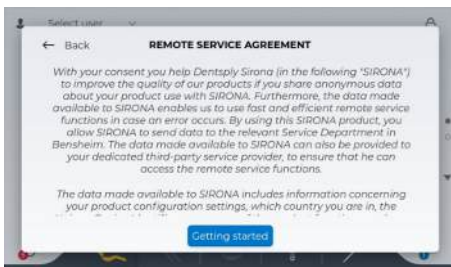 Select user
← Back
REMOTE SERVICE AGREEMENT
With your consent you help Dentsply Sirona (in the following "SIRONA")
to improve the quality of our products if you share anonymous data
about your product use with SIRONA. Furthermore, the data made
available to SIRONA enables us to use fast and efficient remote service
functions in case an error occurs. By using this SIRONA product, you
allow SIRONA to send data to the relevant Service Department in
Bensheim. The data made available to SIRONA can also be provided to
your dedicated third-party service provider, to ensure that he can
access the remote service functions.
The data made available to SIRONA includes information concerning
your product configuration settings, which country you are in, the
Getting started